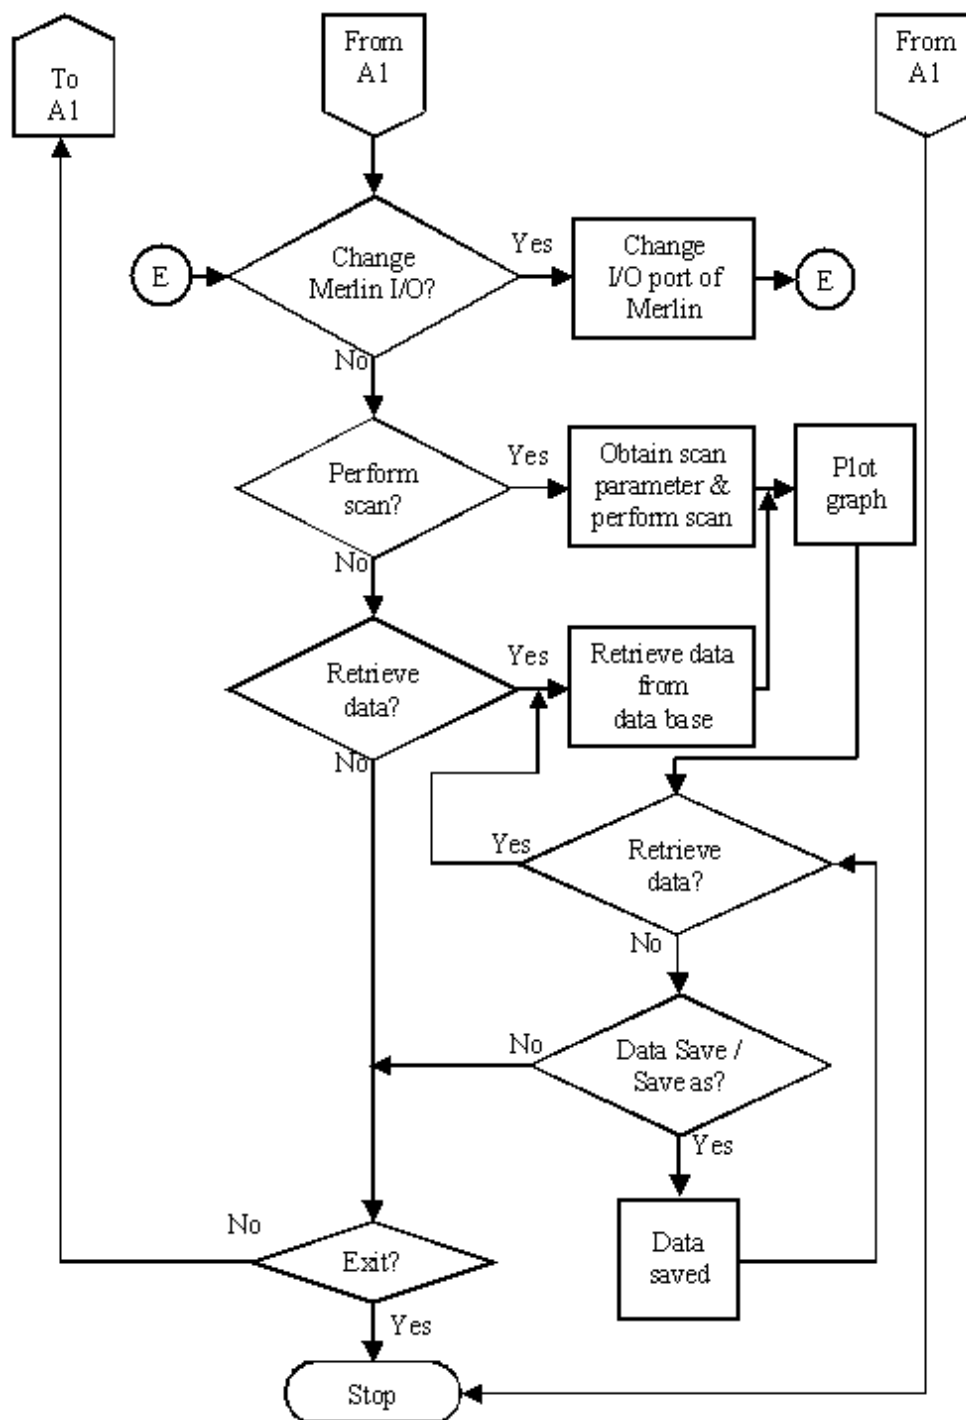 To
A1
From
A1
From
A1
E
Change
Merlin I/O?
Yes
Change
I/O port of
Merlin
E
No
Perform
scan?
Yes
Obtain scan
parameter &
perform scan
Plot
graph
No
Retrieve
data?
Yes
Retrieve data
from
data base
No
Yes
Retrieve
data?
No
No
Data Save /
Save as?
Yes
No
Exit?
Data
saved
Yes
Stop